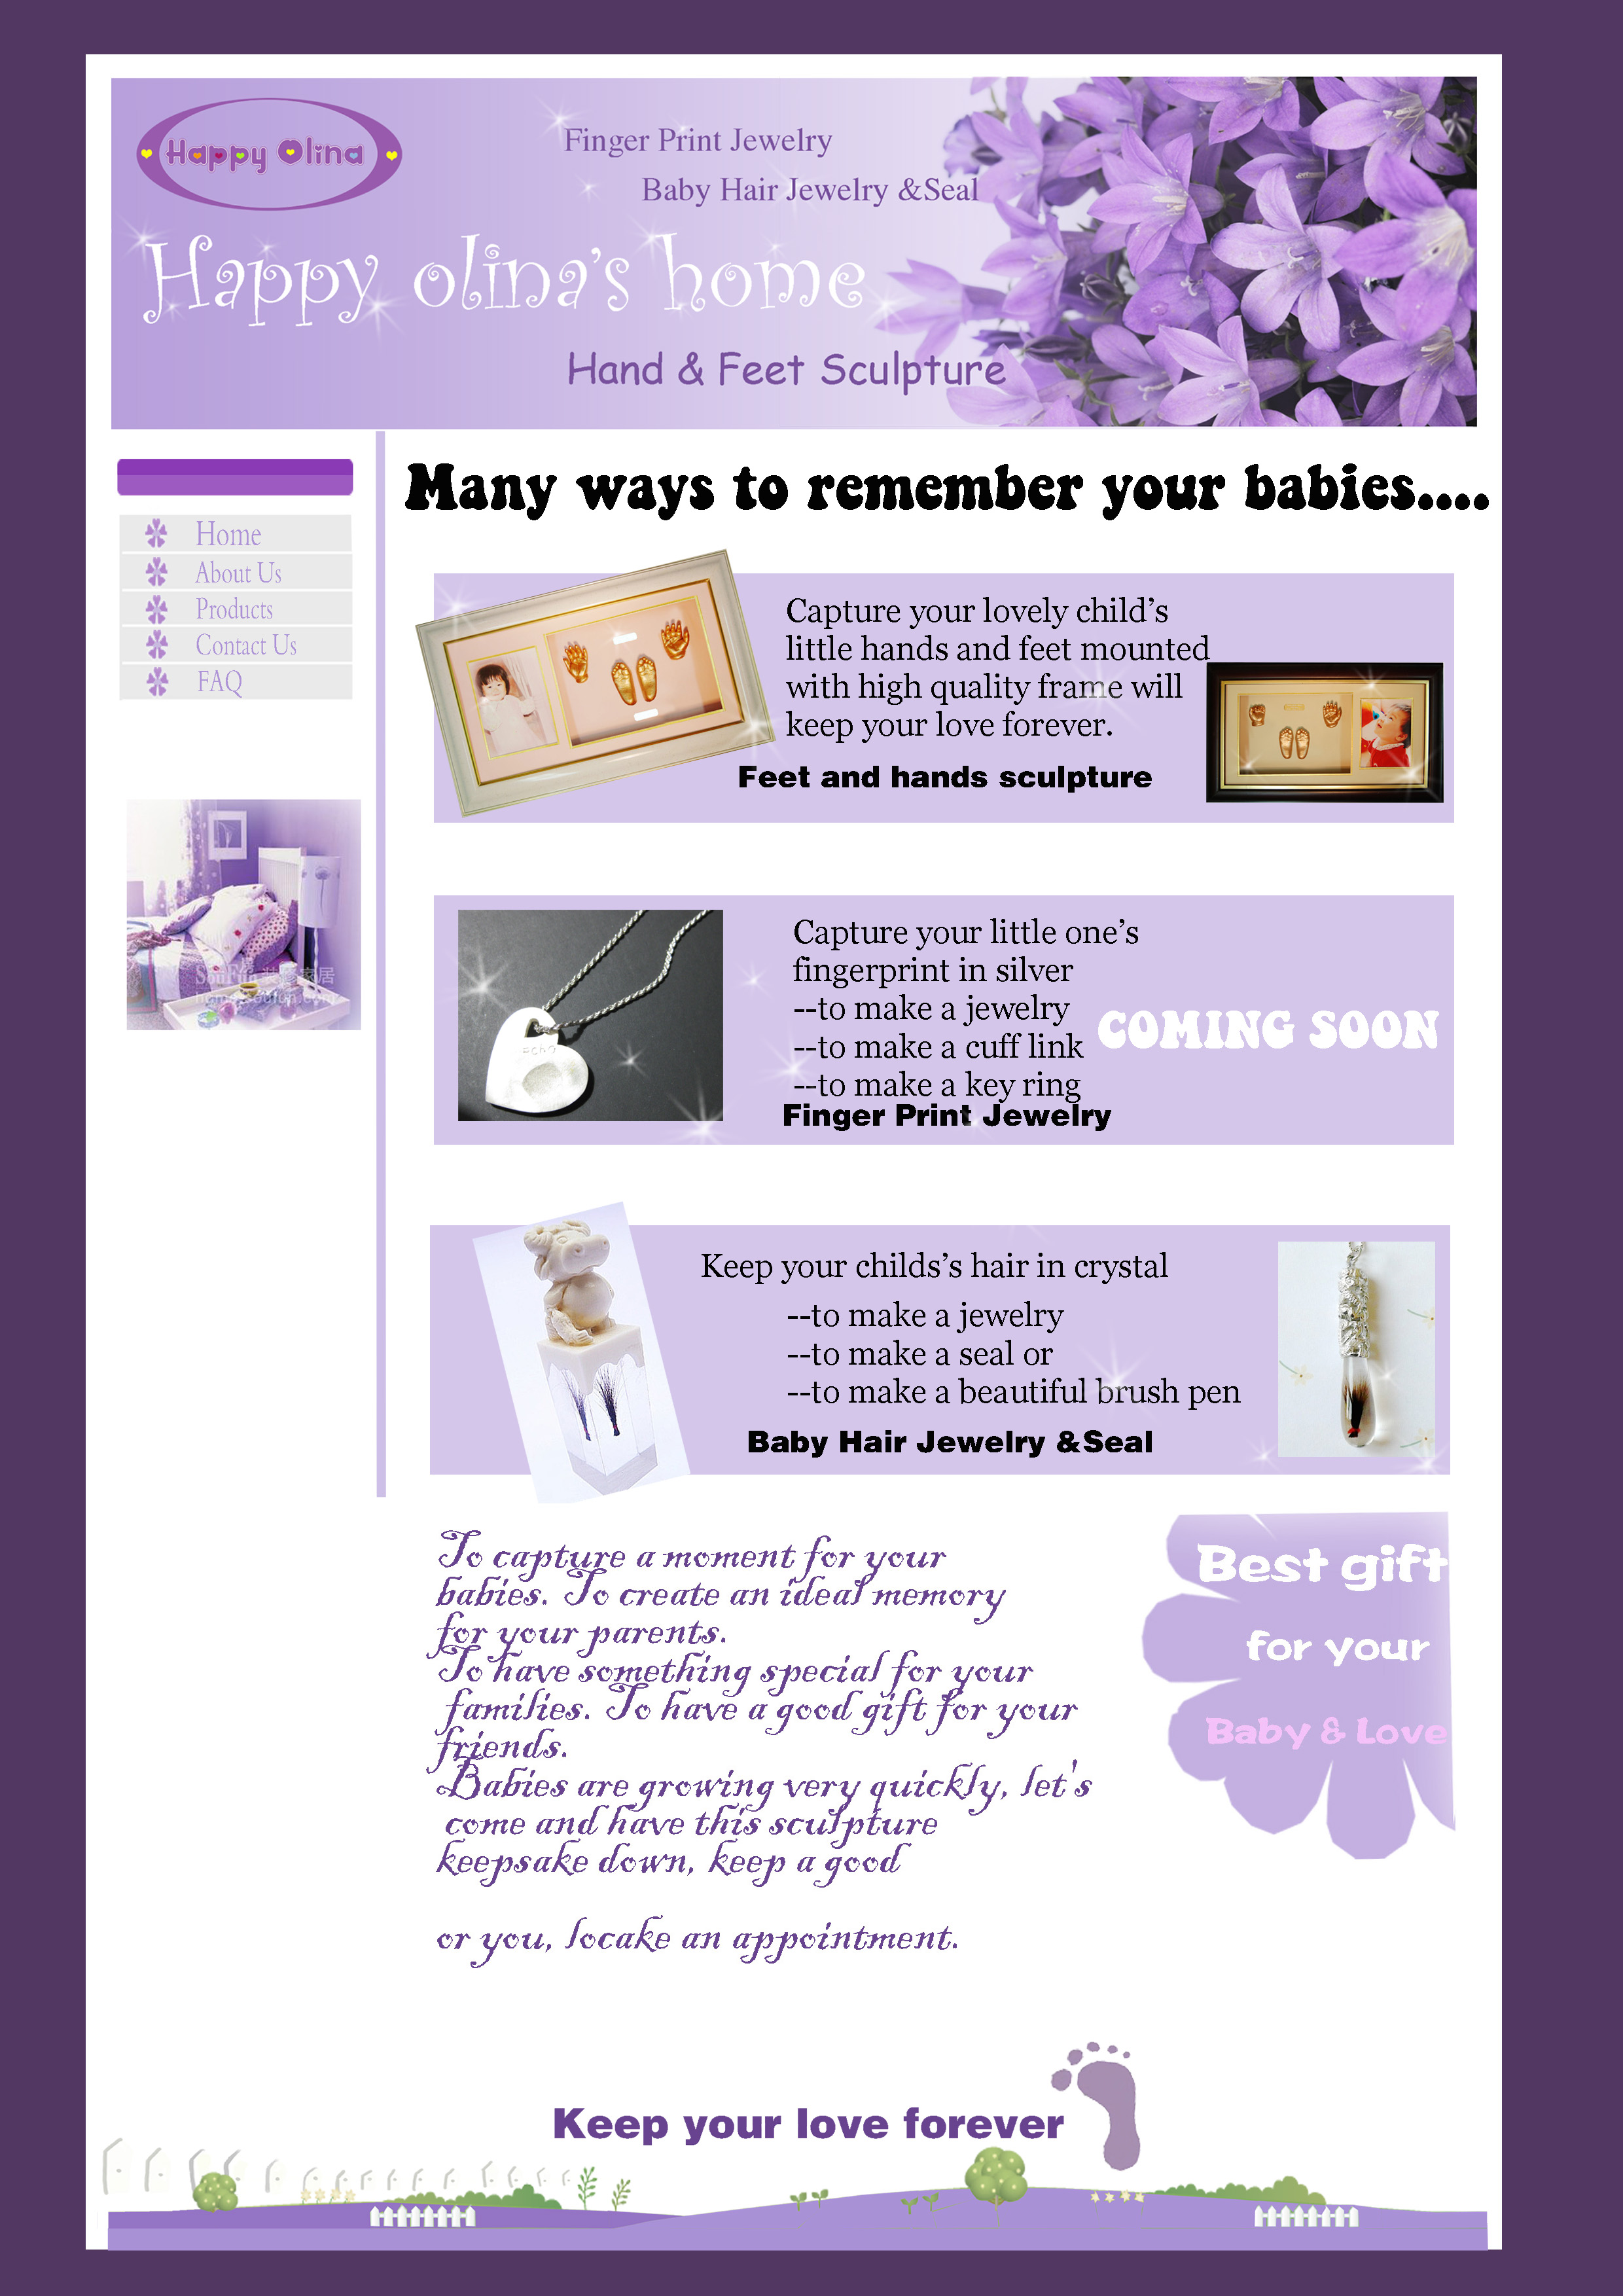 Happy Olina
Finger Print Jewelry
Baby Hair Jewelry &Seal
Happy olina's home
Hand & Feet Sculpture
Home
About Us
Products
Contact Us
FAQ
Many ways to remember your babies....
Capture your lovely child's
little hands and feet mounted
with high quality frame will
keep your love forever.
Feet and hands sculpture
SouFun 装修家居
home.soufun.com
Capture your little one's
fingerprint in silver
--to make a jewelry
--to make a cuff link
--to make a key ring
COMING SOON
Finger Print Jewelry
Keep your childs's hair in crystal
--to make a jewelry
--to make a seal or
--to make a beautiful brush pen
Baby Hair Jewelry &Seal
To capture a moment for your
babies. To create an ideal memory
for your parents.
To have something special for your
families. To have a good gift for your
friends.
Babies are growing very quickly, let's
come and have this sculpture
keepsake down, keep a good
or you, locake an appointment.
Best gift
for your
Baby & Love
Keep your love forever